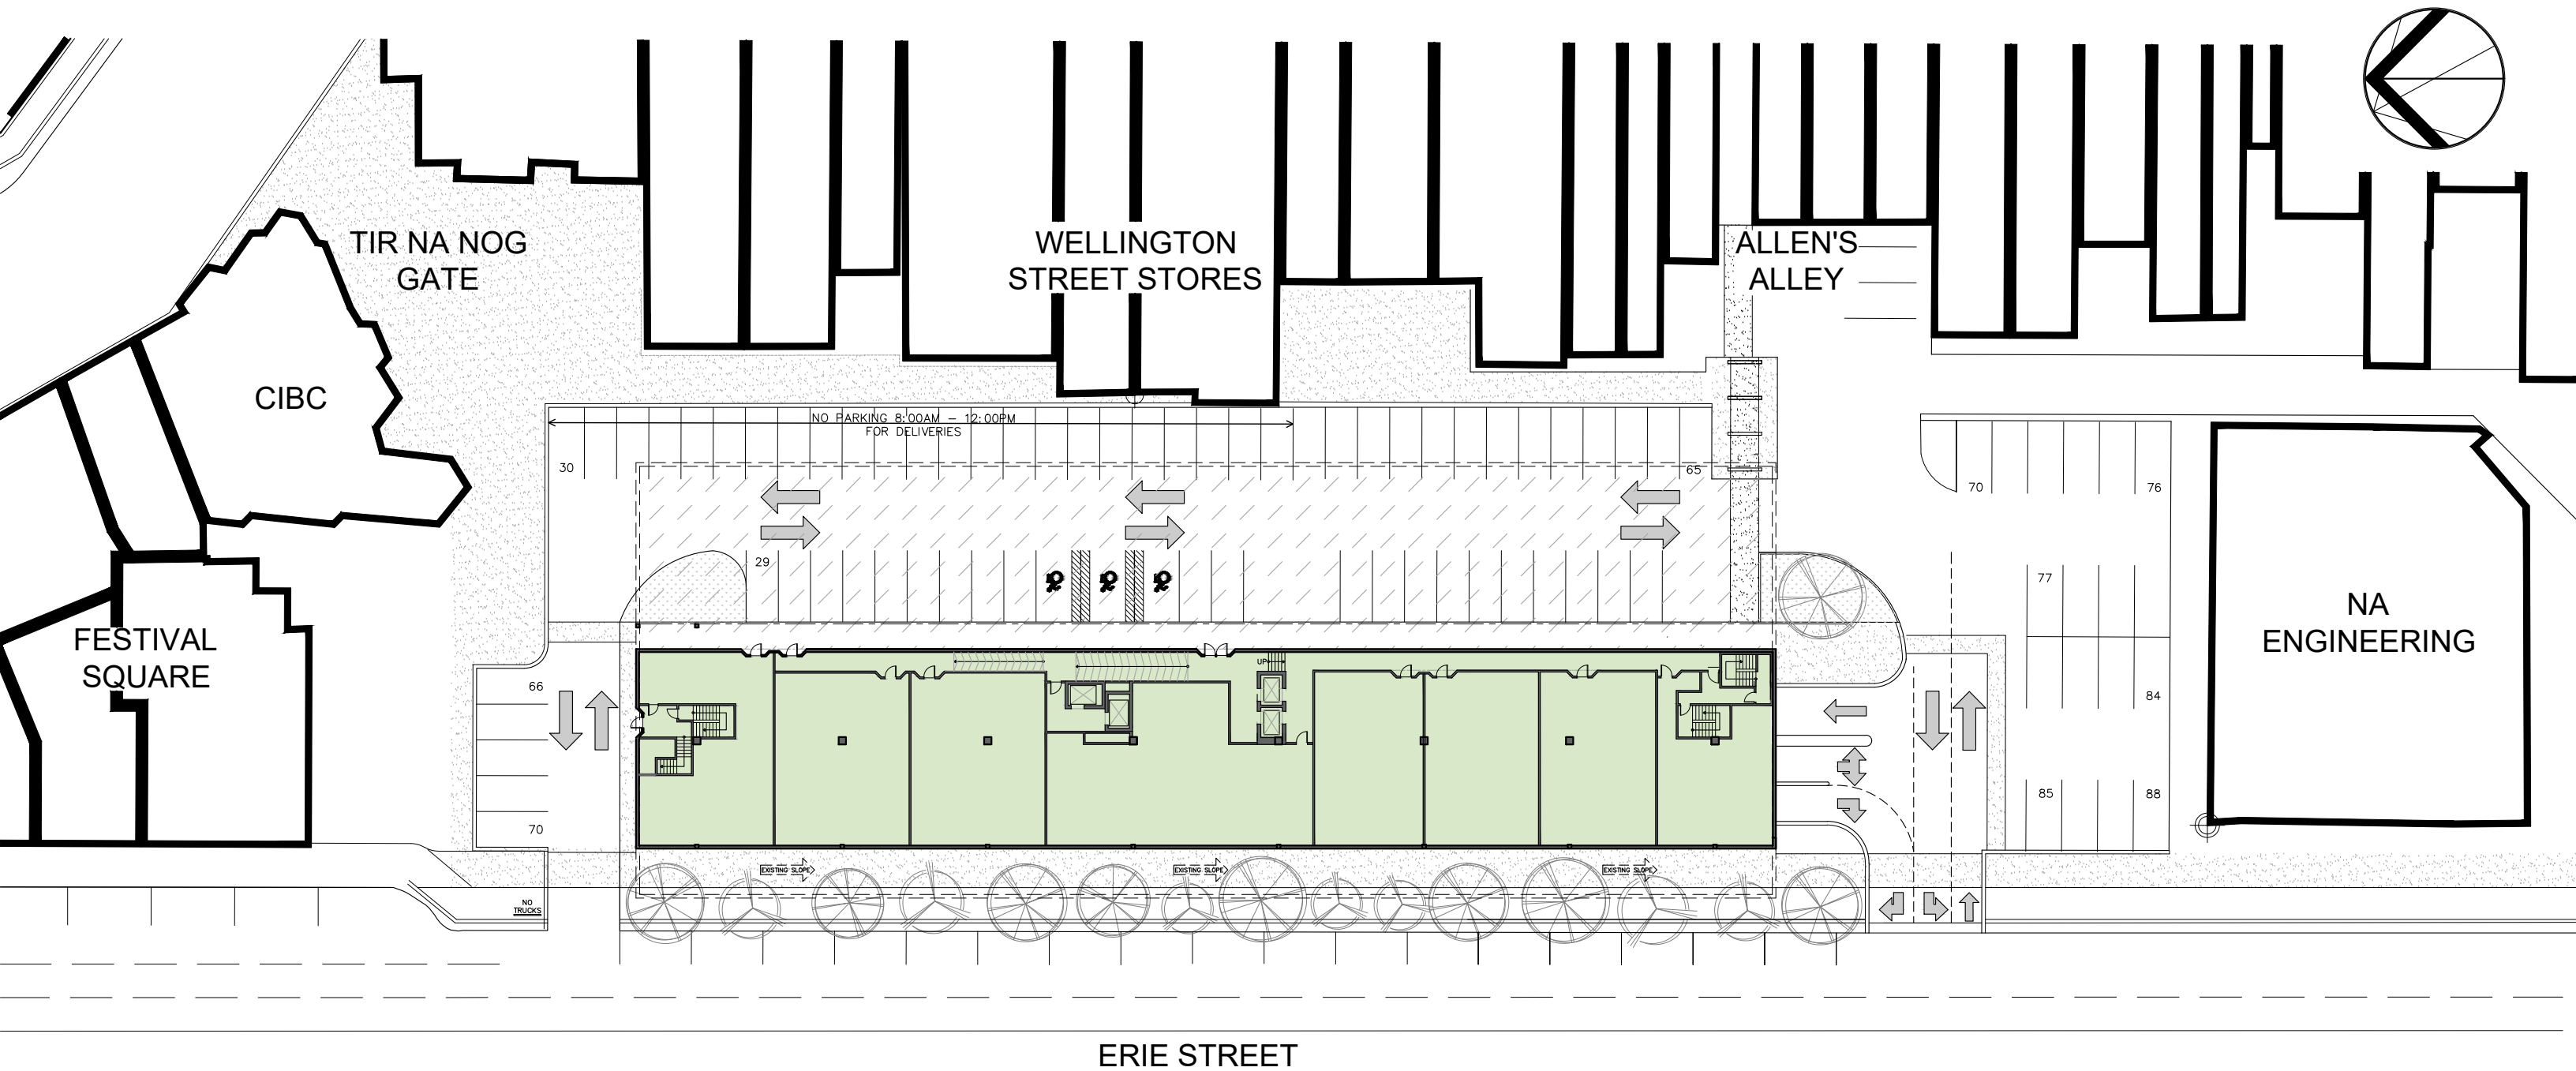 TIR NA NOG
GATE
WELLINGTON
STREET STORES
ALLEN'S
ALLEY
CIBC
NO PARKING 8:00AM – 12:00PM
FOR DELIVERIES
30
65
70
76
29
77
NA
ENGINEERING
FESTIVAL
SQUARE
UP
66
84
85
88
70
EXISTING SLOPE
EXISTING SLOPE
EXISTING SLOPE
NO
TRUCKS
ERIE STREET